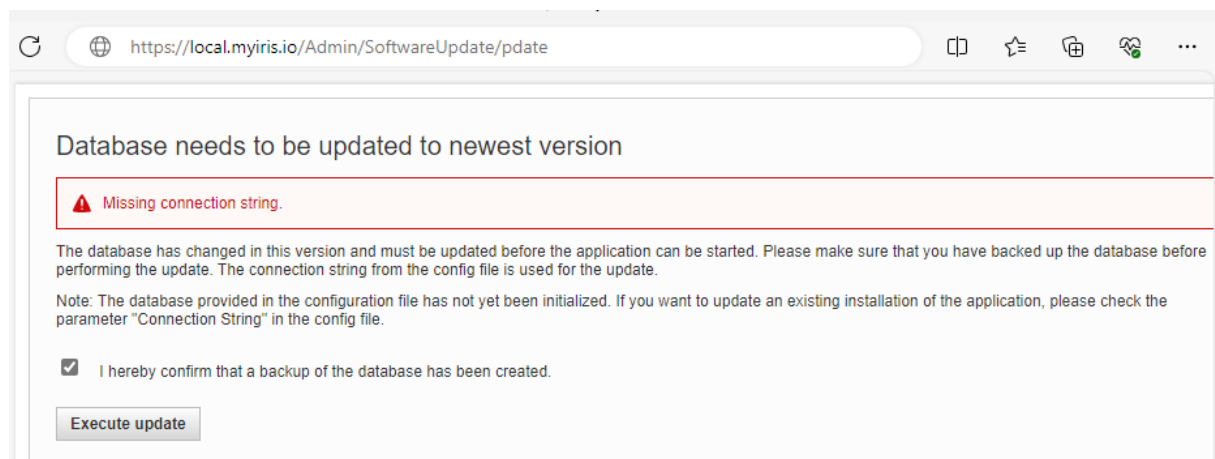 https://local.myiris.io/Admin/SoftwareUpdate/pdate
Database needs to be updated to newest version
Missing connection string.
The database has changed in this version and must be updated before the application can be started. Please make sure that you have backed up the database before
performing the update. The connection string from the config file is used for the update.
Note: The database provided in the configuration file has not yet been initialized. If you want to update an existing installation of the application, please check the
parameter "Connection String" in the config file.
I hereby confirm that a backup of the database has been created.
Execute update